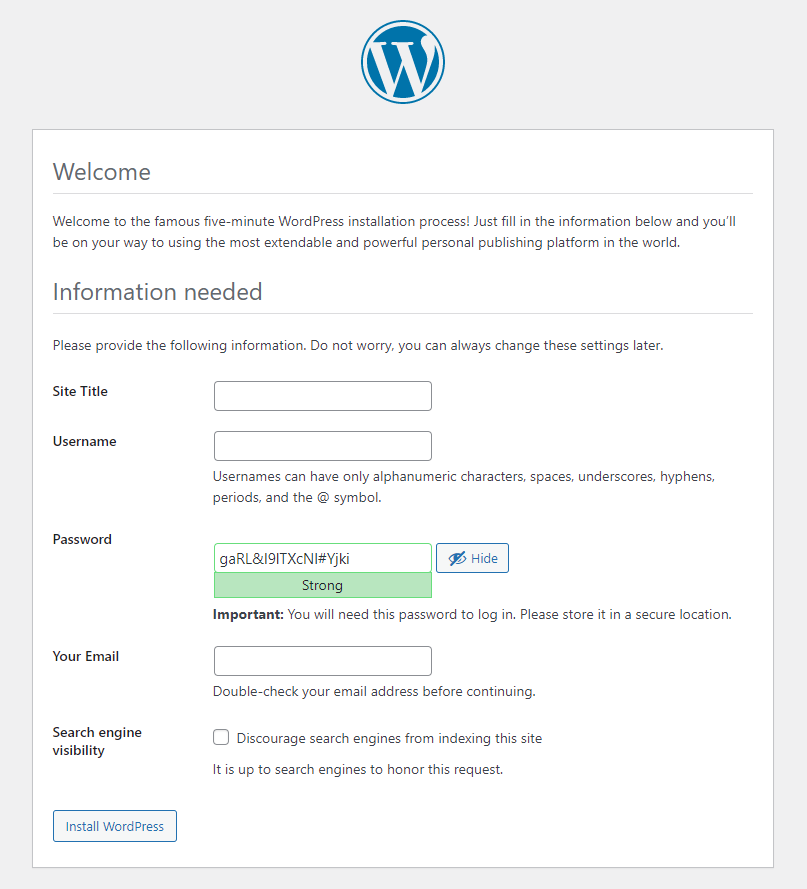 Welcome
Welcome to the famous five-minute WordPress installation process! Just fill in the information below and you’ll
be on your way to using the most extendable and powerful personal publishing platform in the world.
Information needed
Please provide the following information. Do not worry, you can always change these settings later.
Site Title
Username
Usernames can have only alphanumeric characters, spaces, underscores, hyphens,
periods, and the @ symbol.
Password
gaRL&I9ITXcNI#Yjki
Hide
Strong
Important: You will need this password to log in. Please store it in a secure location.
Your Email
Double-check your email address before continuing.
Search engine
visibility
Discourage search engines from indexing this site
It is up to search engines to honor this request.
Install WordPress